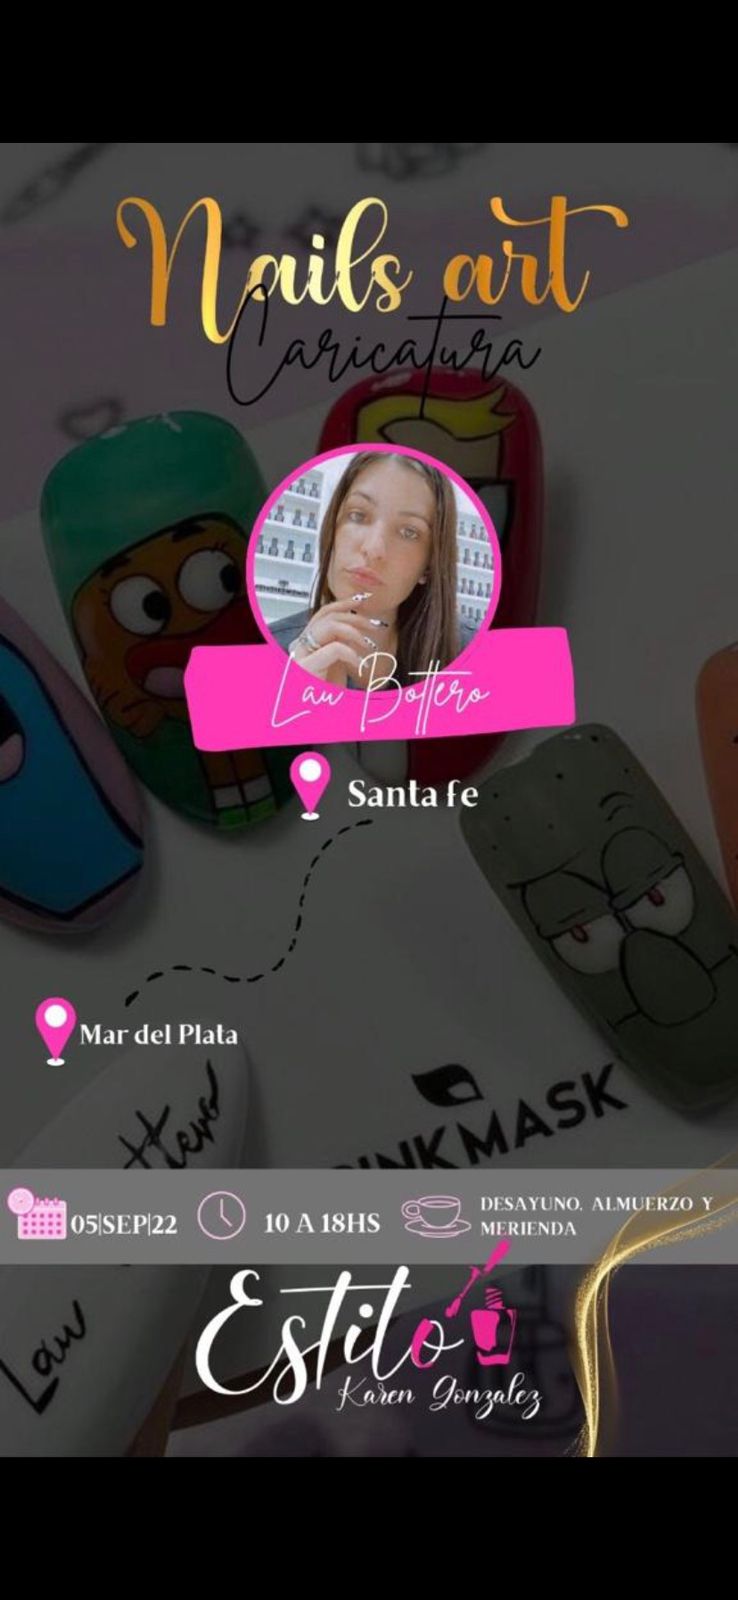 Nails art
Caricatura
Lau Bottero
Santa fe
Mar del Plata
PINK MASK
05|SEP|22
10 A 18HS
DESAYUNO, ALMUERZO Y
MERIENDA
Lau
Estilo
Karen Gonzalez